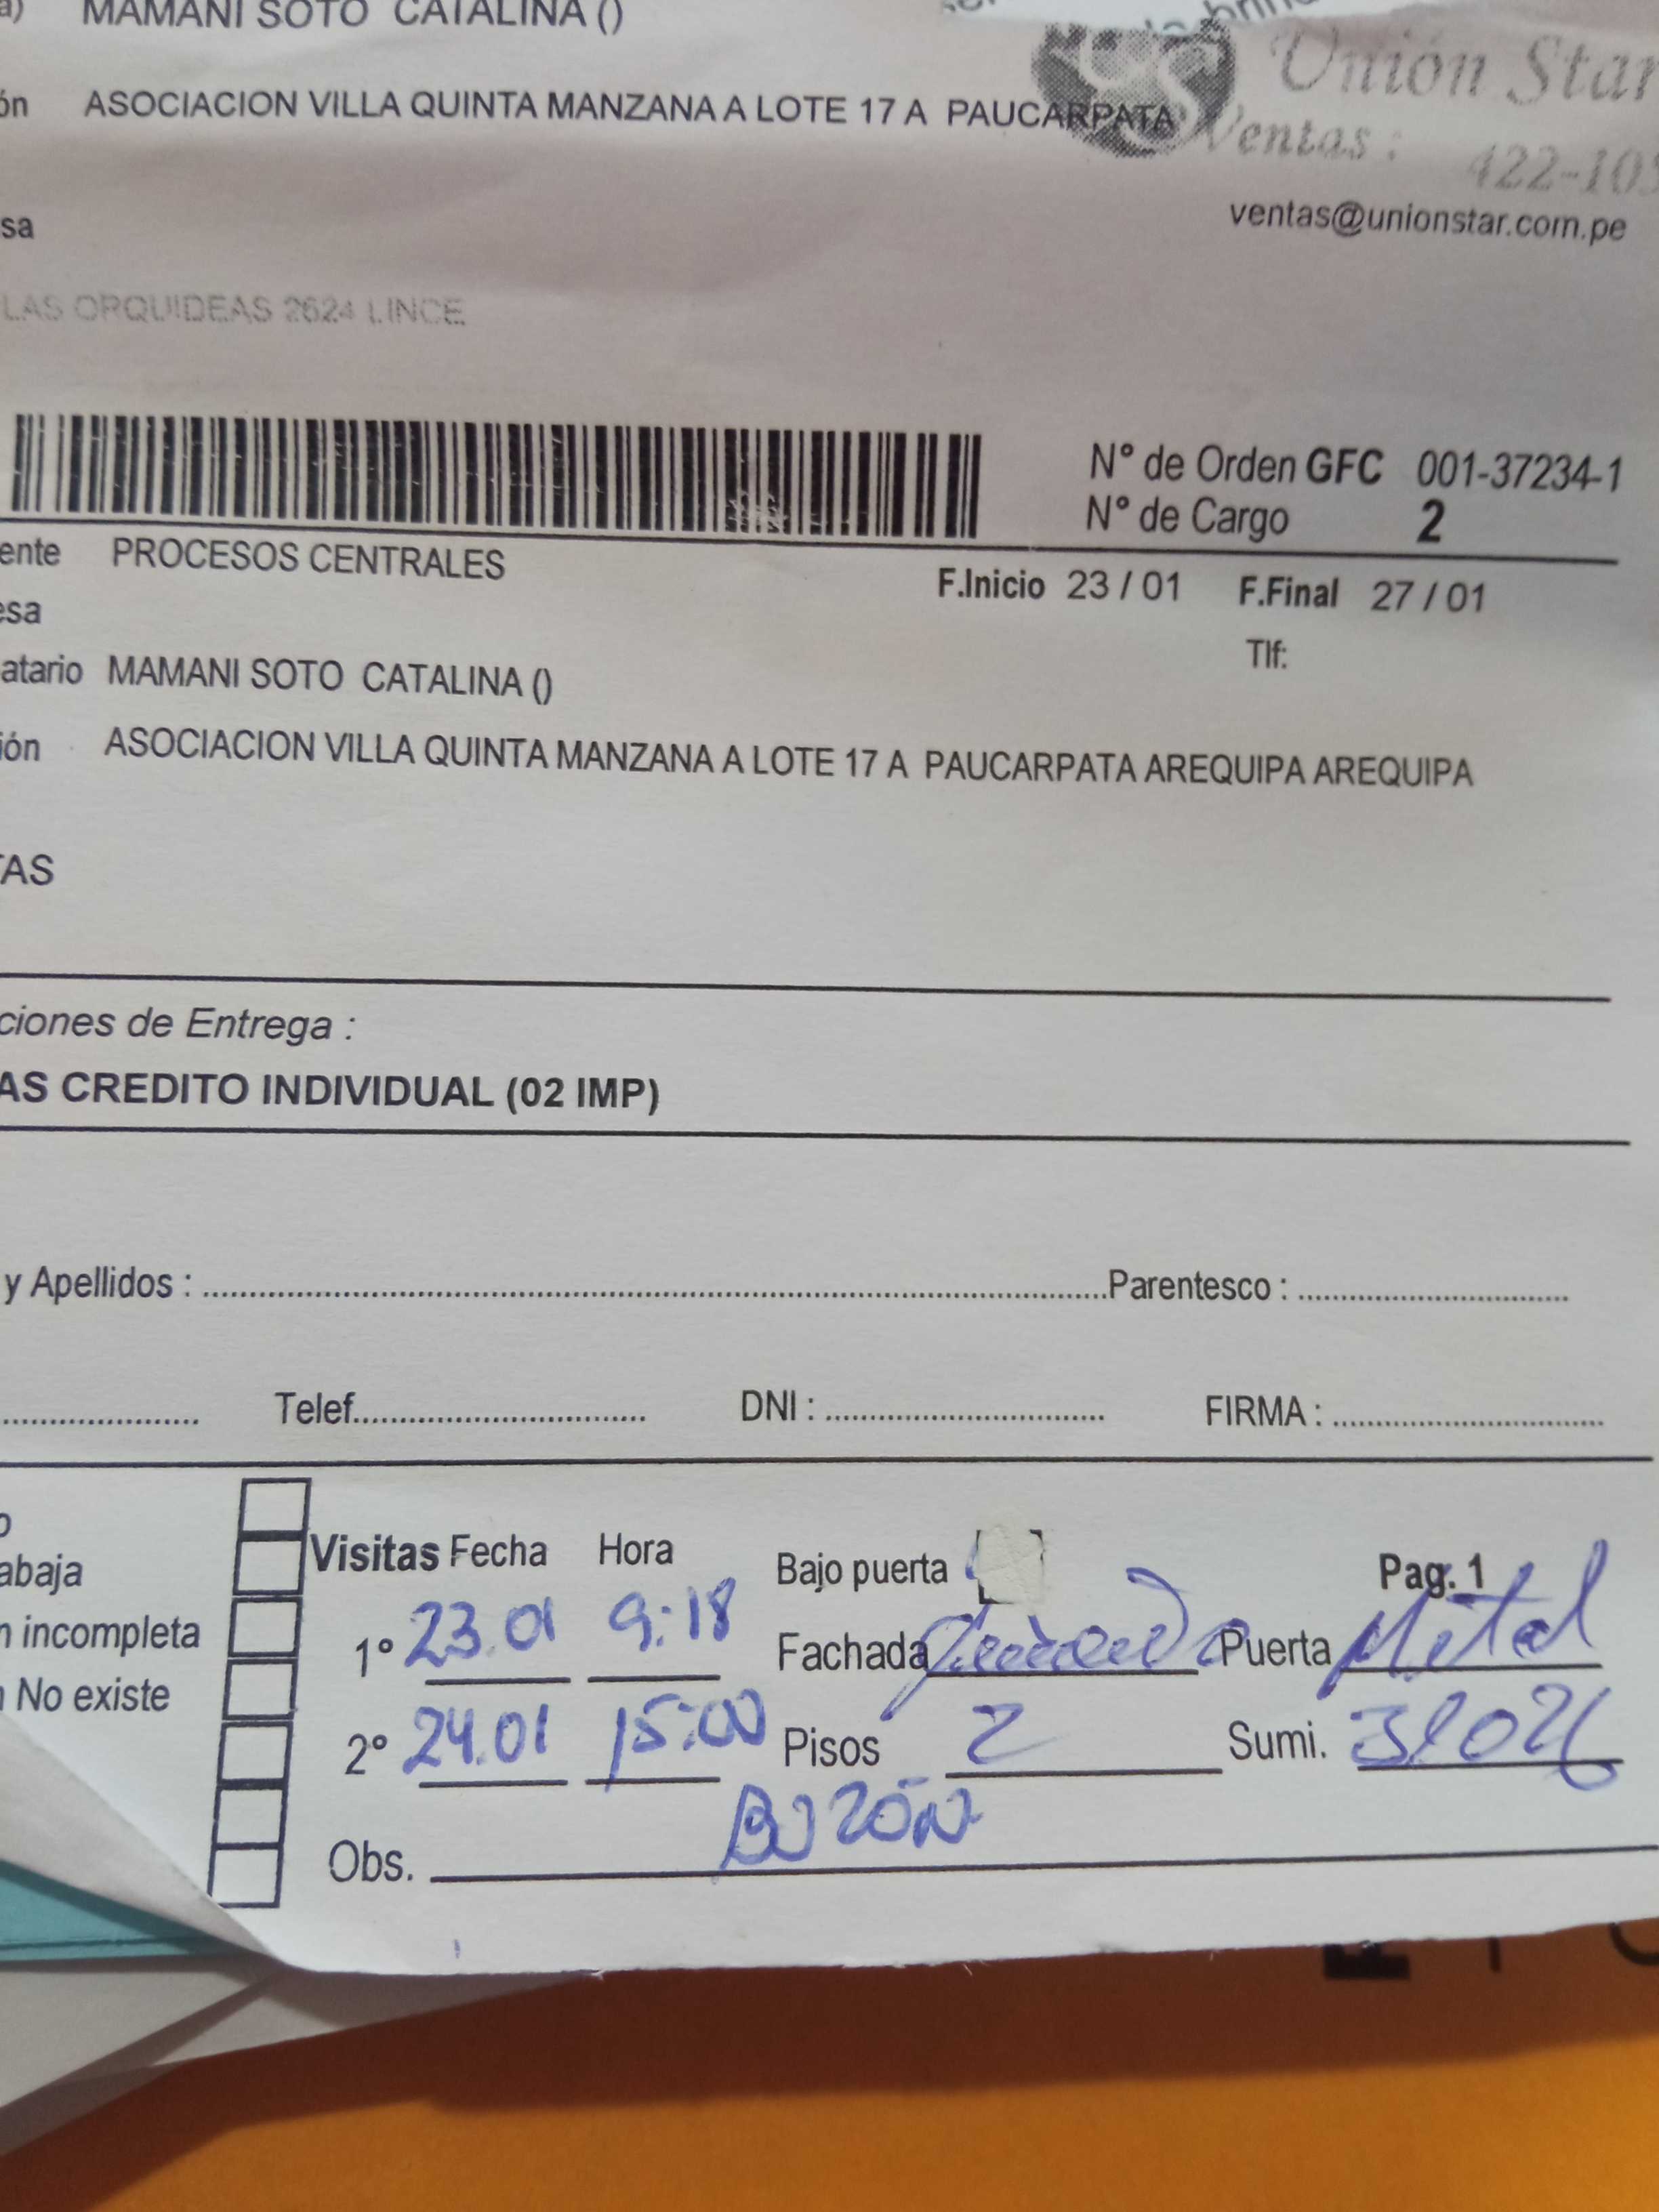 a) MAMANI SOTO CATALINA ()
Unión Star
ón ASOCIACION VILLA QUINTA MANZANA A LOTE 17 A PAUCARPATA
Ventas : 422-105
sa
ventas@unionstar.com.pe
LAS ORQUIDEAS 2624 LINCE
N° de Orden GFC 001-37234-1
N° de Cargo 2
ente PROCESOS CENTRALES
F.Inicio 23 / 01 F.Final 27 / 01
esa
Tlf:
atario MAMANI SOTO CATALINA ()
ión ASOCIACION VILLA QUINTA MANZANA A LOTE 17 A PAUCARPATA AREQUIPA AREQUIPA
TAS
ciones de Entrega :
AS CREDITO INDIVIDUAL (02 IMP)
y Apellidos : Parentesco :
Telef. DNI : FIRMA :
o
Visitas Fecha Hora Bajo puerta Pag. 1
abaja
n incompleta 1° 23.01 9:18 Fachada Puerta Metal
n No existe
2° 24.01 15:00 Pisos 2 Sumi.
BUZÓN
Obs.